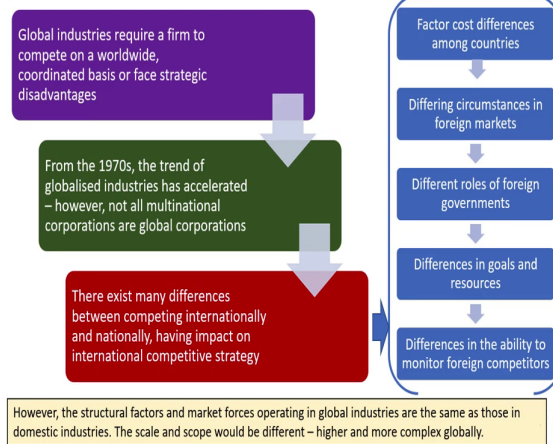 Global industries require a firm to
compete on a worldwide,
coordinated basis or face strategic
disadvantages
From the 1970s, the trend of
globalised industries has accelerated
– however, not all multinational
corporations are global corporations
There exist many differences
between competing internationally
and nationally, having impact on
international competitive strategy
Factor cost differences
among countries
Differing circumstances in
foreign markets
Different roles of foreign
governments
Differences in goals and
resources
Differences in the ability to
monitor foreign competitors
However, the structural factors and market forces operating in global industries are the same as those in
domestic industries. The scale and scope would be different – higher and more complex globally.